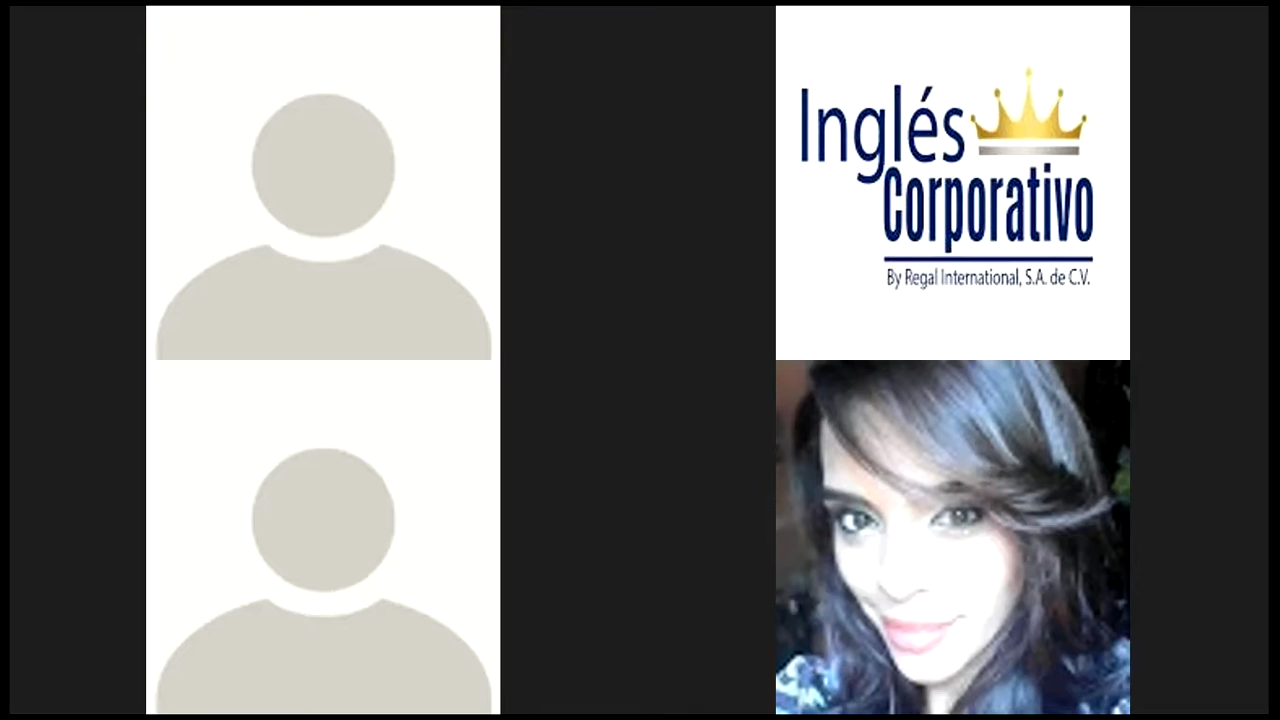 Inglés
Corporativo
By Regal International, S.A. de C.V.